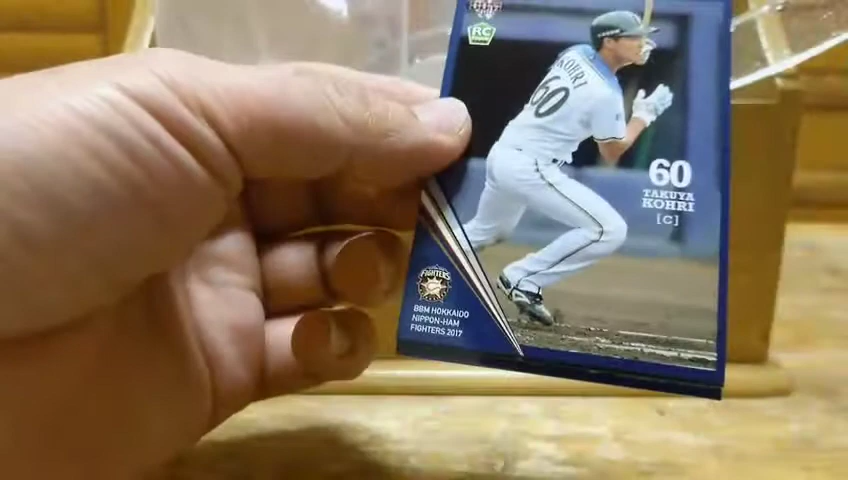 RC
KOHRI
60
60
TAKUYA
KOHRI
[C]
FIGHTERS
BBM HOKKAIDO
NIPPON-HAM
FIGHTERS 2017